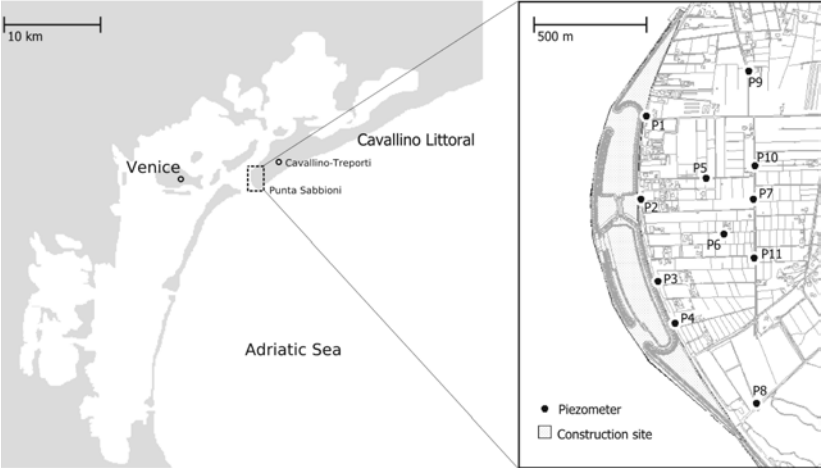 10 km
500 m
P9
P1
Cavallino Littoral
Cavallino-Treporti
P10
Venice
P5
Punta Sabbioni
P2
P7
P6
P11
P3
P4
Adriatic Sea
P8
Piezometer
Construction site